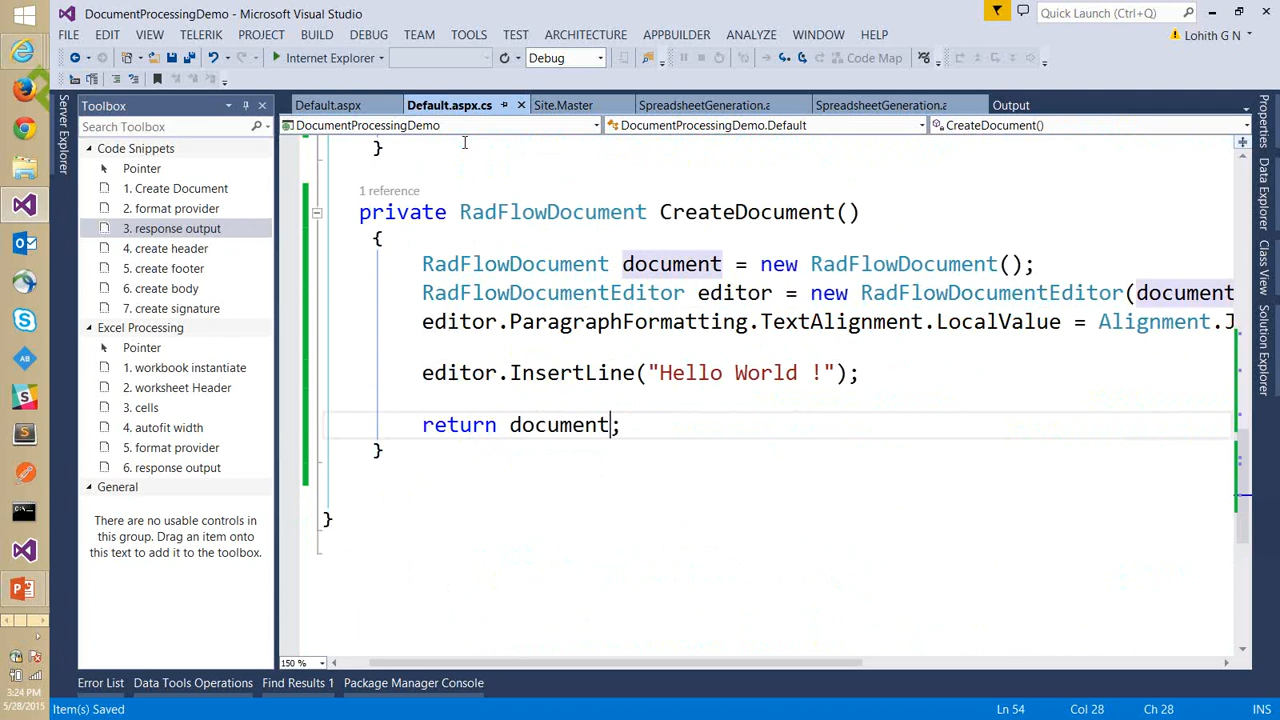 DocumentProcessingDemo - Microsoft Visual Studio
Quick Launch (Ctrl+Q)
FILE EDIT VIEW TELERIK PROJECT BUILD DEBUG TEAM TOOLS TEST ARCHITECTURE APPBUILDER ANALYZE WINDOW HELP
Lohith G N
Internet Explorer
Debug
Code Map
Server Explorer
Toolbox
Search Toolbox
Code Snippets
Pointer
1. Create Document
2. format provider
3. response output
4. create header
5. create footer
6. create body
7. create signature
Excel Processing
Pointer
1. workbook instantiate
2. worksheet Header
3. cells
4. autofit width
5. format provider
6. response output
General
There are no usable controls in
this group. Drag an item onto
this text to add it to the toolbox.
Default.aspx Default.aspx.cs Site.Master SpreadsheetGeneration.a SpreadsheetGeneration.a Output
DocumentProcessingDemo DocumentProcessingDemo.Default CreateDocument()
}
1 reference
private RadFlowDocument CreateDocument()
{
RadFlowDocument document = new RadFlowDocument();
RadFlowDocumentEditor editor = new RadFlowDocumentEditor(document
editor.ParagraphFormatting.TextAlignment.LocalValue = Alignment.J
editor.InsertLine("Hello World !");
return document;
}
}
150 %
Properties
Data Explorer
Class View
Solution Explorer
AB
Error List Data Tools Operations Find Results 1 Package Manager Console
3:24 PM
5/28/2015
Item(s) Saved
Ln 54 Col 28 Ch 28 INS